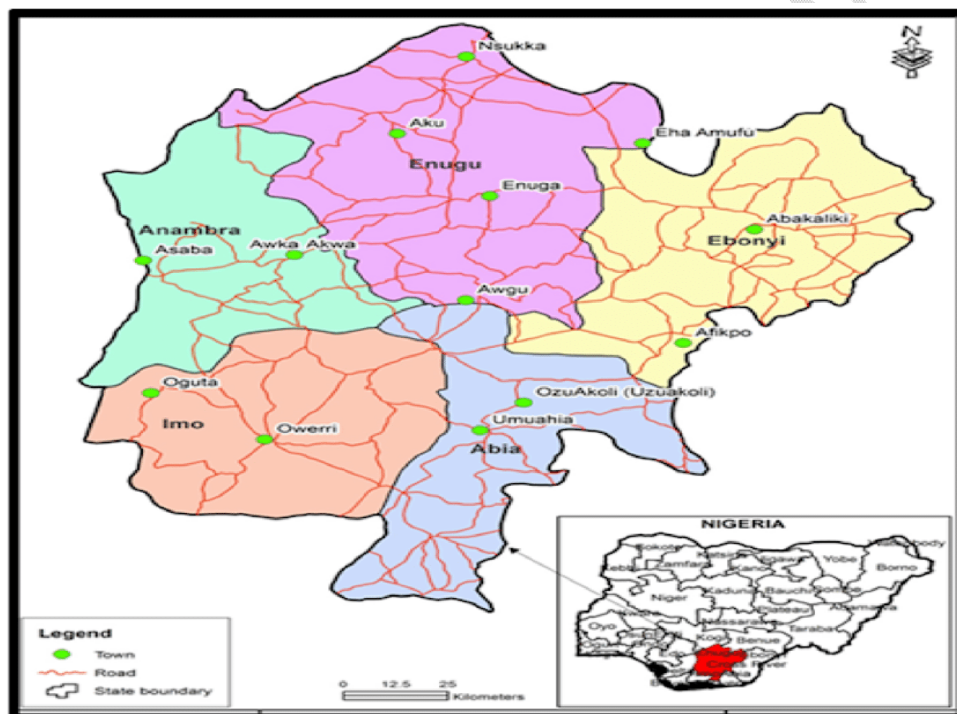 N
Nsukka
Aku
Eha Amufu
Enugu
Enuga
Abakaliki
Anambra
Ebonyi
Asaba
Awka Akwa
Awgu
Afikpo
Oguta
OzuAkoli (Uzuakoli)
Imo
Umuahia
Owerri
Abia
NIGERIA
Sokoto
Katsina
Yobe
Zamfara
Kano
Borno
Niger
Kaduna
Bauchi
Gombe
Plateau
Adamawa
Nassarawa
Taraba
Oyo
Kogi
Benue
Cross River
Legend
Town
Road
State boundary
0 12.5 25
Kilometers